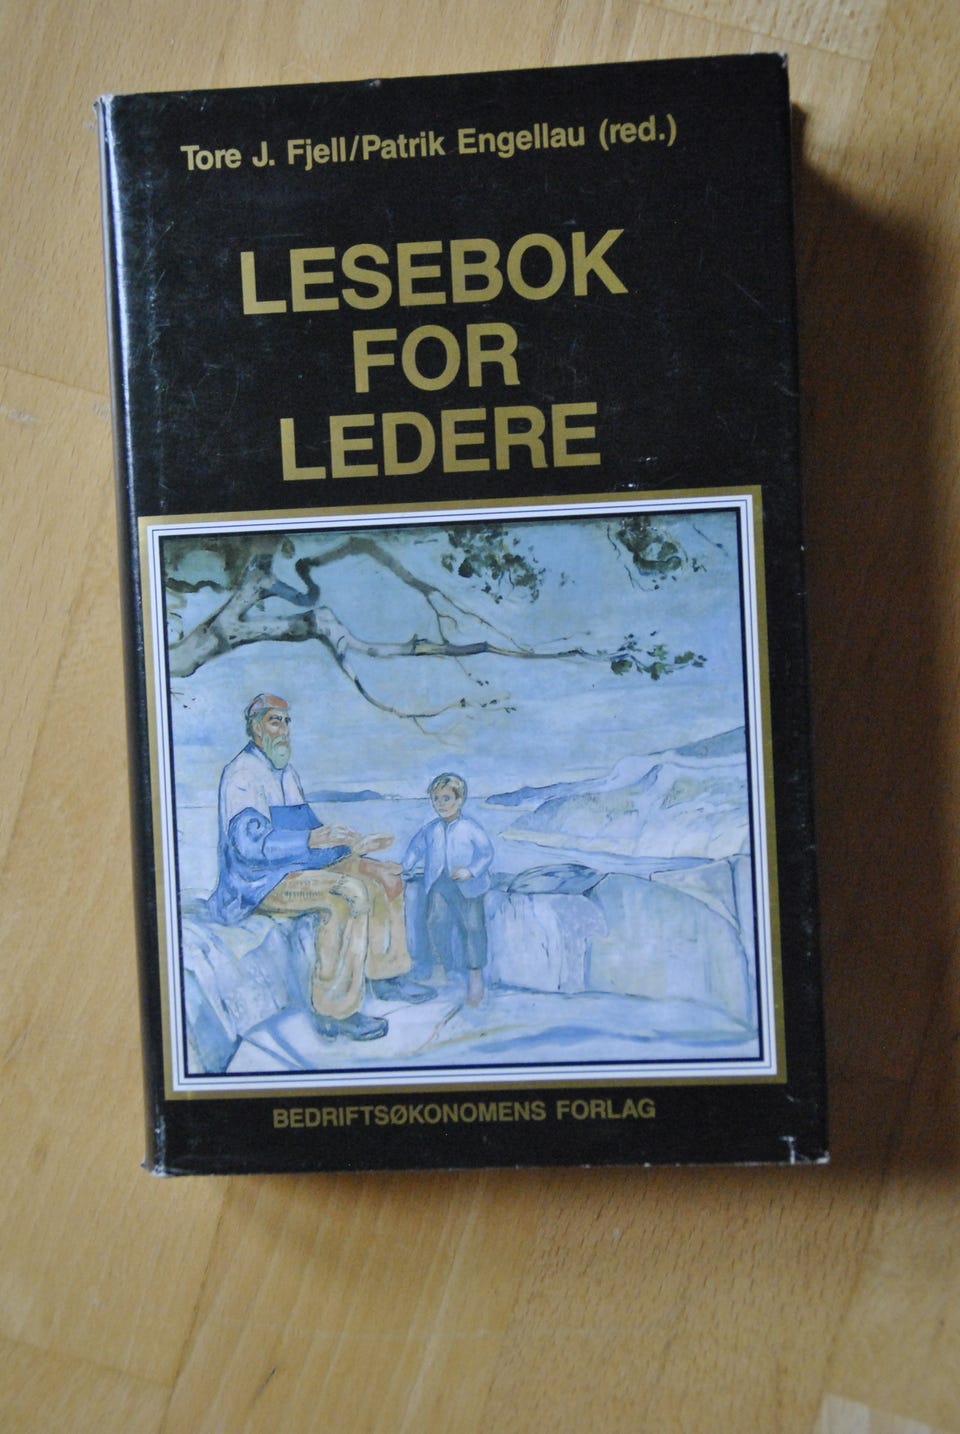 Tore J. Fjell/Patrik Engellau (red.)
LESEBOK
FOR
LEDERE
BEDRIFTSØKONOMENS FORLAG